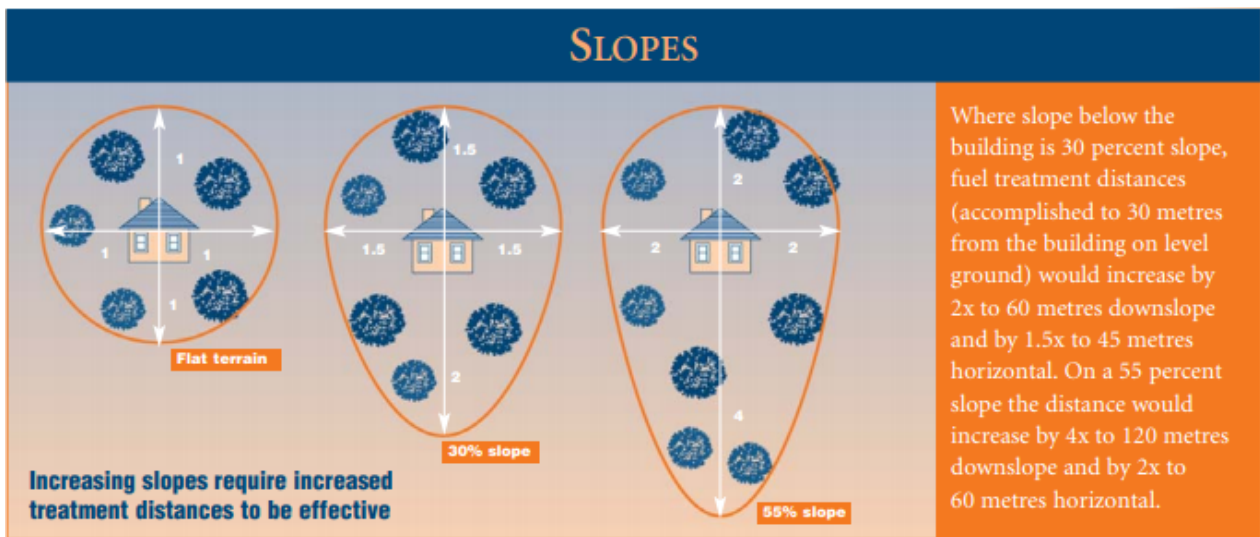 SLOPES
1
1
1
1
Flat terrain
1.5
1.5
1.5
2
30% slope
2
2
2
4
55% slope
Increasing slopes require increased
treatment distances to be effective
Where slope below the
building is 30 percent slope,
fuel treatment distances
(accomplished to 30 metres
from the building on level
ground) would increase by
2x to 60 metres downslope
and by 1.5x to 45 metres
horizontal. On a 55 percent
slope the distance would
increase by 4x to 120 metres
downslope and by 2x to
60 metres horizontal.